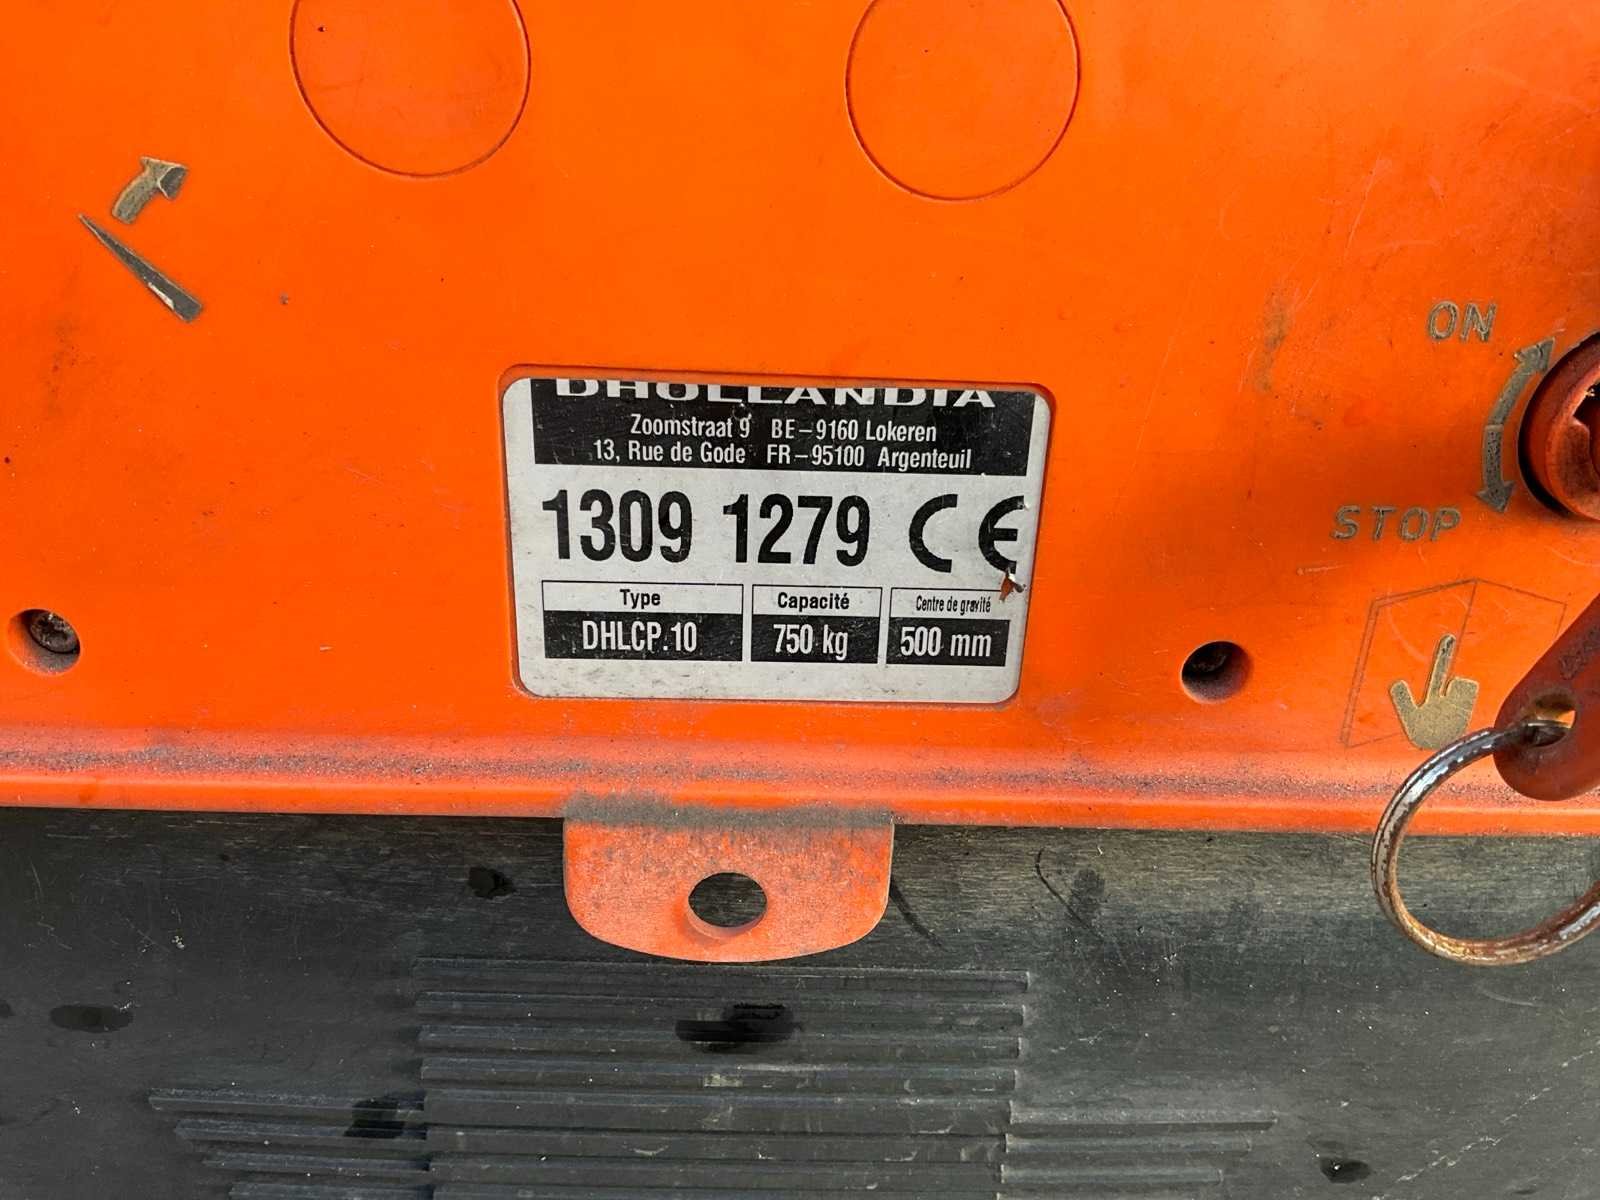 ON
STOP
DHOLLANDIA
Zoomstraat 9 BE-9160 Lokeren
13, Rue de Gode FR-95100 Argenteuil
1309 1279 CE
Type Capacité Centre de gravité
DHLCP.10 750 kg 500 mm